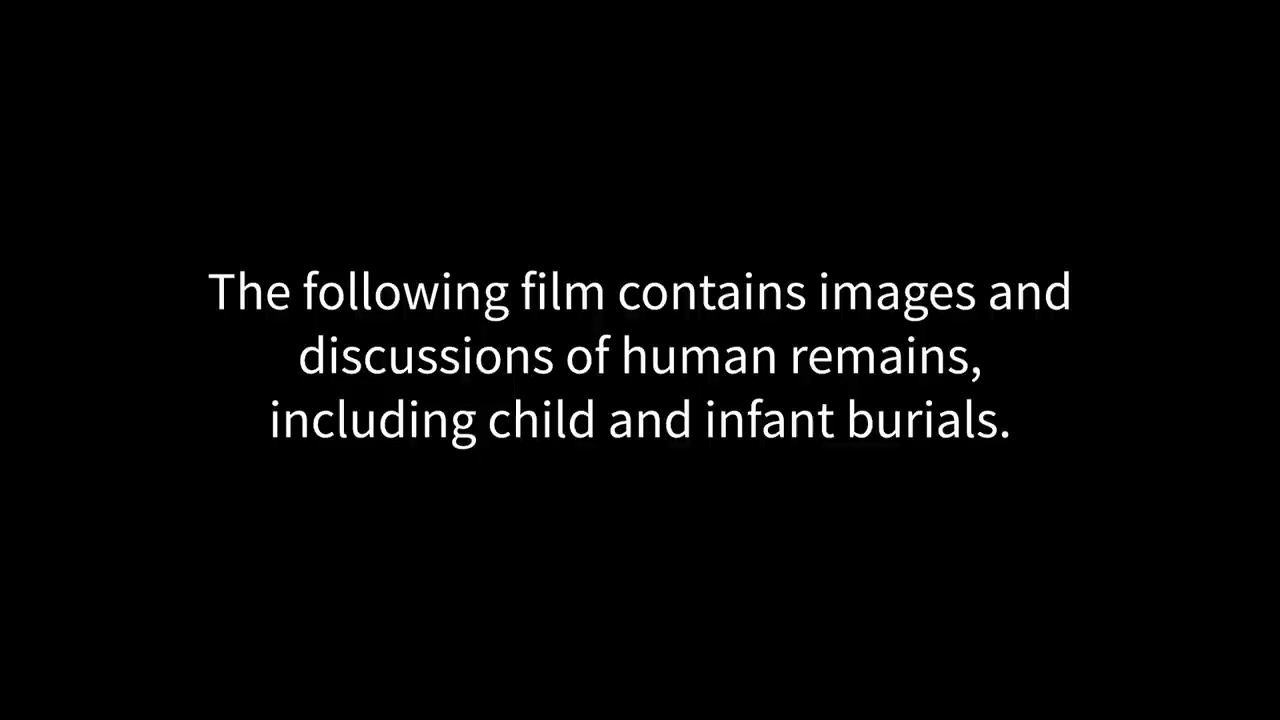 The following film contains images and
discussions of human remains,
including child and infant burials.